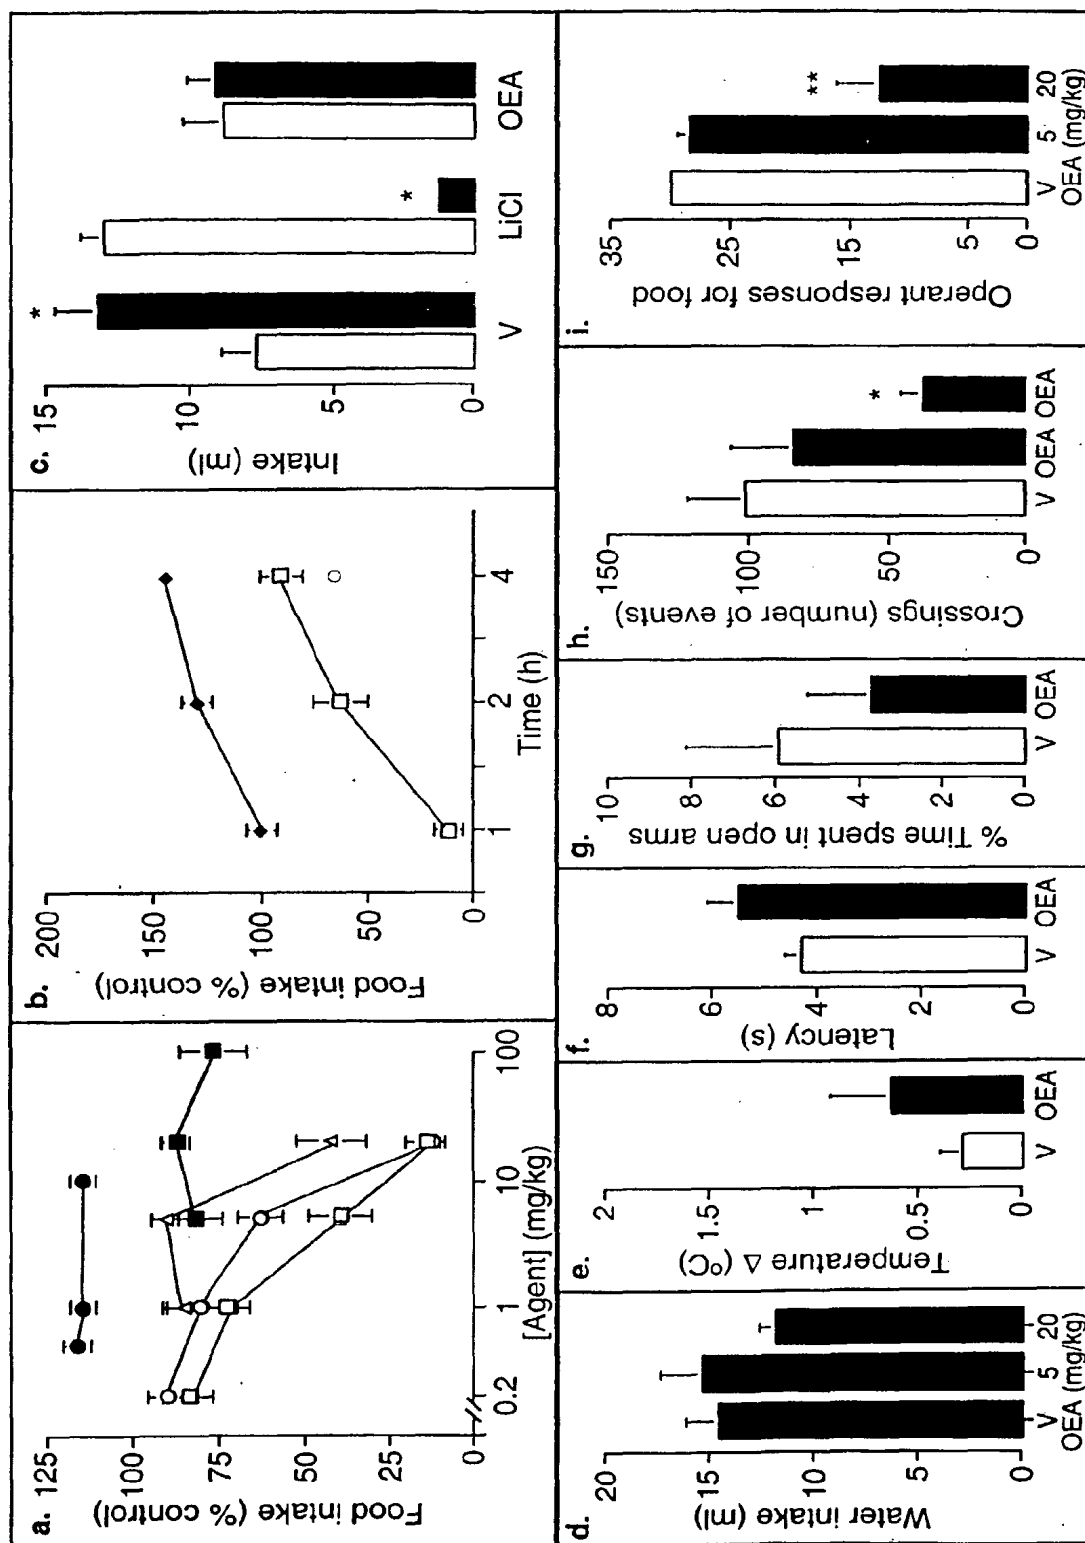 a.
125
100
75
50
25
0
Food intake (% control)
0.2
1
10
100
[Agent] (mg/kg)
b.
200
150
100
50
0
Food intake (% control)
1
2
4
Time (h)
c.
15
10
5
0
Intake (ml)
*
*
V
LiCl
OEA
d.
20
15
10
5
0
Water intake (ml)
V
5
20
OEA (mg/kg)
e.
2
1.5
1
0.5
0
Temperature Δ (°C)
V
OEA
f.
8
6
4
2
0
Latency (s)
V
OEA
g.
10
8
6
4
2
0
% Time spent in open arms
V
OEA
h.
150
100
50
0
Crossings (number of events)
*
V
OEA
OEA
i.
35
25
15
5
0
Operant responses for food
**
V
5
20
OEA (mg/kg)